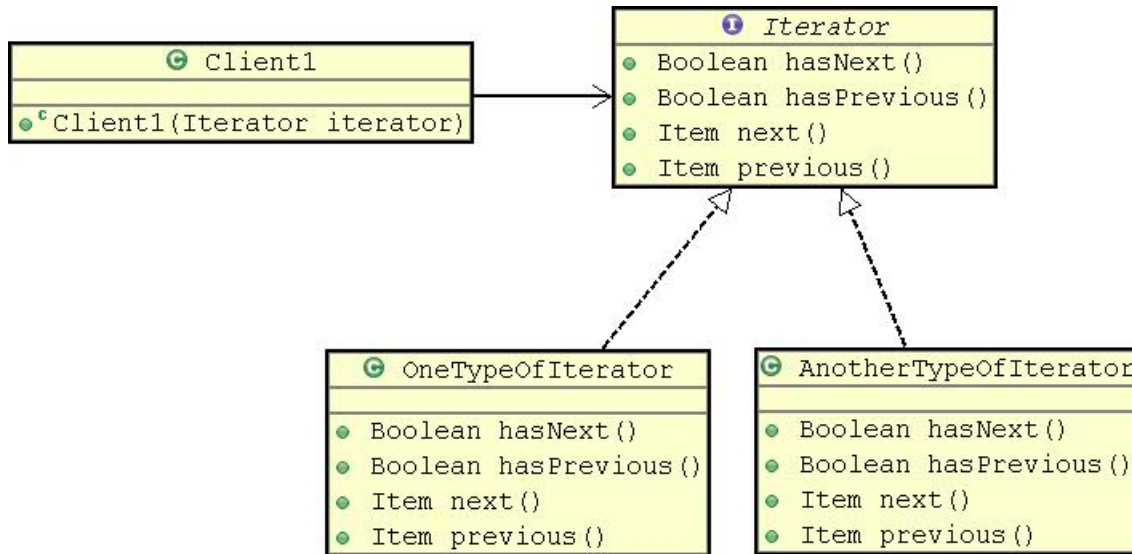 C Client1
C Client1(Iterator iterator)
I Iterator
Boolean hasNext()
Boolean hasPrevious()
Item next()
Item previous()
C OneTypeOfIterator
Boolean hasNext()
Boolean hasPrevious()
Item next()
Item previous()
C AnotherTypeOfIterator
Boolean hasNext()
Boolean hasPrevious()
Item next()
Item previous()